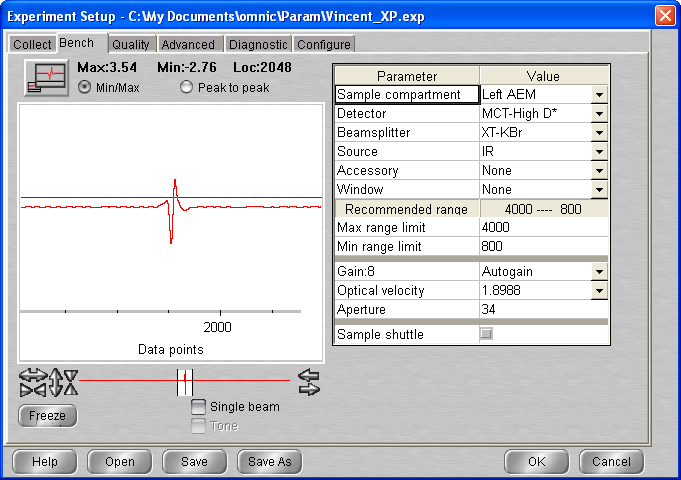 Experiment Setup - C:\My Documents\omnic\Param\Vincent_XP.exp
Collect Bench Quality Advanced Diagnostic Configure
Max:3.54 Min:-2.76 Loc:2048
Min/Max Peak to peak
2000
Data points
Single beam
Tone
Freeze
Parameter Value
Sample compartment Left AEM
Detector MCT-High D*
Beamsplitter XT-KBr
Source IR
Accessory None
Window None
Recommended range 4000 ---- 800
Max range limit 4000
Min range limit 800
Gain:8 Autogain
Optical velocity 1.8988
Aperture 34
Sample shuttle
Help Open Save Save As OK Cancel